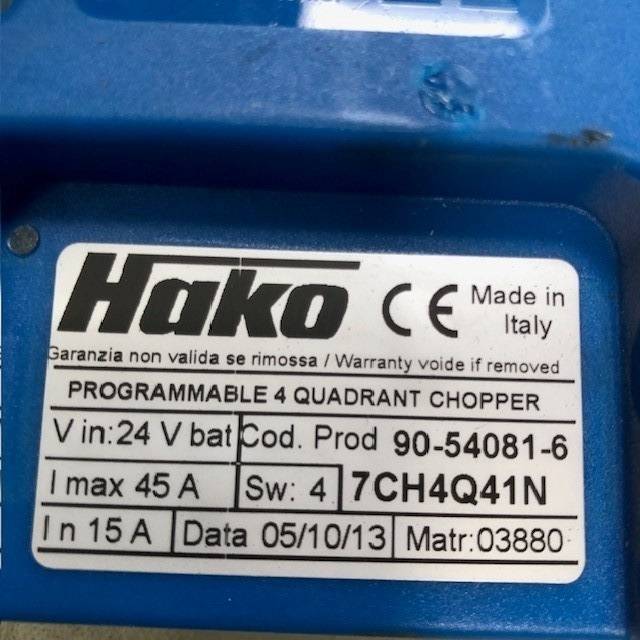 Hako CE Made in
Italy
Garanzia non valida se rimossa / Warranty voide if removed
PROGRAMMABLE 4 QUADRANT CHOPPER
V in:24 V bat Cod. Prod 90-54081-6
I max 45 A Sw: 4 7CH4Q41N
I n 15 A Data 05/10/13 Matr:03880